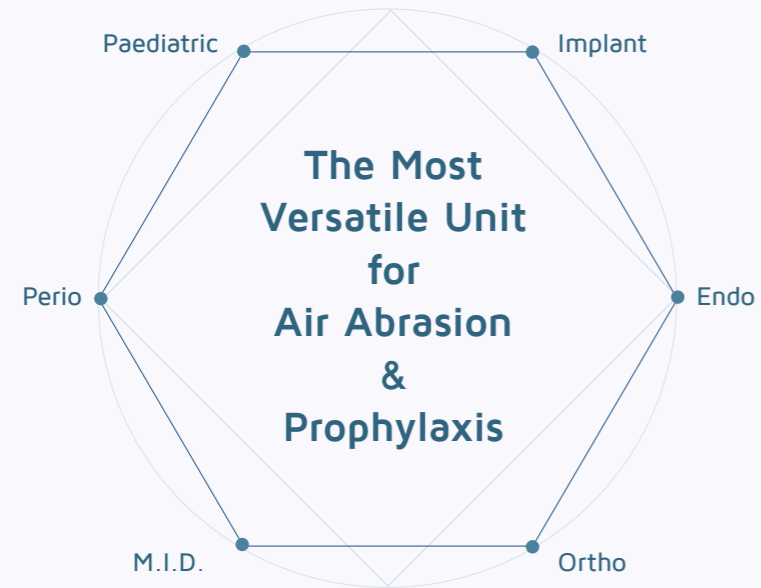 Paediatric
Implant
The Most
Versatile Unit
for
Air Abrasion
&
Prophylaxis
Perio
Endo
M.I.D.
Ortho